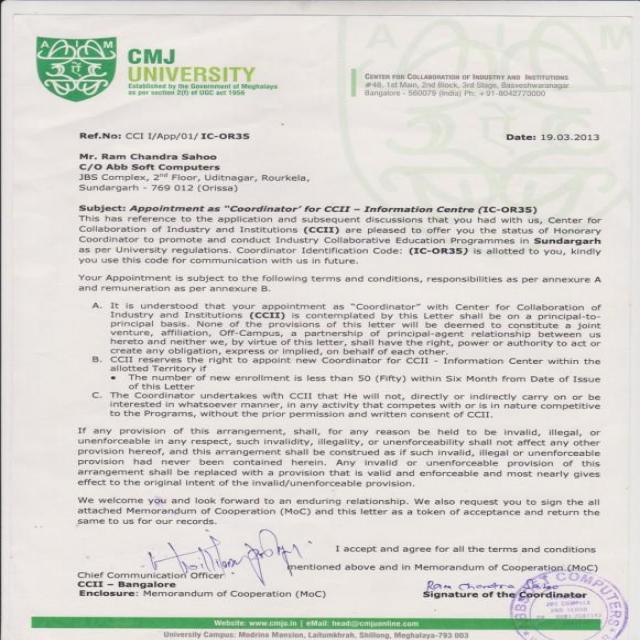 CMJ
UNIVERSITY
Established by the Government of Meghalaya
as per section 2(f) of UGC act 1956
CENTER FOR COLLABORATION OF INDUSTRY AND INSTITUTIONS
#46, 1st Main, 2nd Block, 3rd Stage, Basveshwaranagar
Bangalore - 560079 (India) Ph: +91-8042770000
Ref.No: CCI I/App/01/ IC-OR35
Date: 19.03.2013
Mr. Ram Chandra Sahoo
C/O Abb Soft Computers
JBS Complex, 2nd Floor, Uditnagar, Rourkela,
Sundargarh - 769 012 (Orissa)
Subject: Appointment as "Coordinator' for CCII – Information Centre (IC-OR35)
This has reference to the application and subsequent discussions that you had with us, Center for
Collaboration of Industry and Institutions (CCII) are pleased to offer you the status of Honorary
Coordinator to promote and conduct Industry Collaborative Education Programmes in Sundargarh
as per University regulations. Coordinator Identification Code: (IC-OR35) is allotted to you, kindly
you use this code for communication with us in future.
Your Appointment is subject to the following terms and conditions, responsibilities as per annexure A
and remuneration as per annexure B.
A. It is understood that your appointment as "Coordinator" with Center for Collaboration of
Industry and Institutions (CCII) is contemplated by this Letter shall be on a principal-to-
principal basis. None of the provisions of this letter will be deemed to constitute a joint
venture, affiliation, Off-Campus, a partnership of principal-agent relationship between us
hereto and neither we, by virtue of this letter, shall have the right, power or authority to act or
create any obligation, express or implied, on behalf of each other.
B. CCII reserves the right to appoint new Coordinator for CCII - Information Center within the
allotted Territory if
• The number of new enrollment is less than 50 (Fifty) within Six Month from Date of Issue
of this Letter
C. The Coordinator undertakes with CCII that He will not, directly or indirectly carry on or be
interested in whatsoever manner, in any activity that competes with or is in nature competitive
to the Programs, without the prior permission and written consent of CCII.
If any provision of this arrangement, shall, for any reason be held to be invalid, illegal, or
unenforceable in any respect, such invalidity, illegality, or unenforceability shall not affect any other
provision hereof, and this arrangement shall be construed as if such invalid, illegal or unenforceable
provision had never been contained herein. Any invalid or unenforceable provision of this
arrangement shall be replaced with a provision that is valid and enforceable and most nearly gives
effect to the original intent of the invalid/unenforceable provision.
We welcome you and look forward to an enduring relationship. We also request you to sign the all
attached Memorandum of Cooperation (MoC) and this letter as a token of acceptance and return the
same to us for our records.
I accept and agree for all the terms and conditions
mentioned above and in Memorandum of Cooperation (MoC)
Chief Communication Officer
CCII – Bangalore
Enclosure: Memorandum of Cooperation (MoC)
Ram Chandra Sahoo
Signature of the Coordinator
Website: www.cmju.in | eMail: head@cmjuonline.com
University Campus: Modrina Mansion, Laitumkhrah, Shillong, Meghalaya-793 003